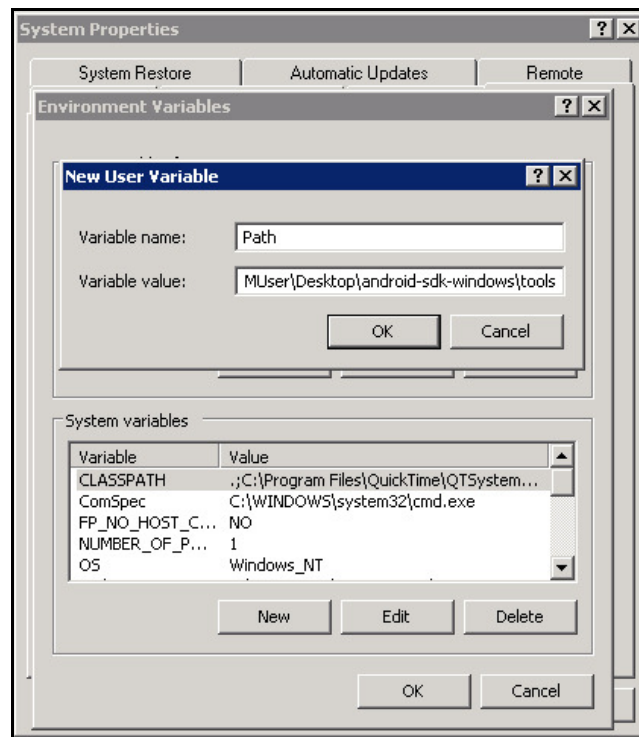 System Properties
System Restore Automatic Updates Remote
Environment Variables
New User Variable
Variable name: Path
Variable value: MUser\Desktop\android-sdk-windows\tools
OK Cancel
System variables
Variable Value
CLASSPATH .;C:\Program Files\QuickTime\QTSystem...
ComSpec C:\WINDOWS\system32\cmd.exe
FP_NO_HOST_C... NO
NUMBER_OF_P... 1
OS Windows_NT
New Edit Delete
OK Cancel